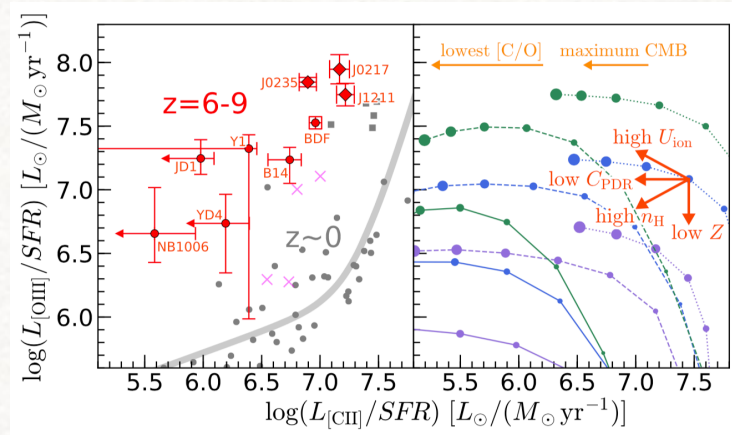 log(L[OIII]/SFR) [L⊙/(M⊙ yr⁻¹)]
8.0
7.5
7.0
6.5
6.0
z=6-9
J0217
J0235
J1211
BDF
Y1
JD1
B14
YD4
NB1006
z~0
5.5 6.0 6.5 7.0 7.5
lowest [C/O]
maximum CMB
high Uion
low CPDR
high nH
low Z
5.5 6.0 6.5 7.0 7.5
log(L[CII]/SFR) [L⊙/(M⊙ yr⁻¹)]